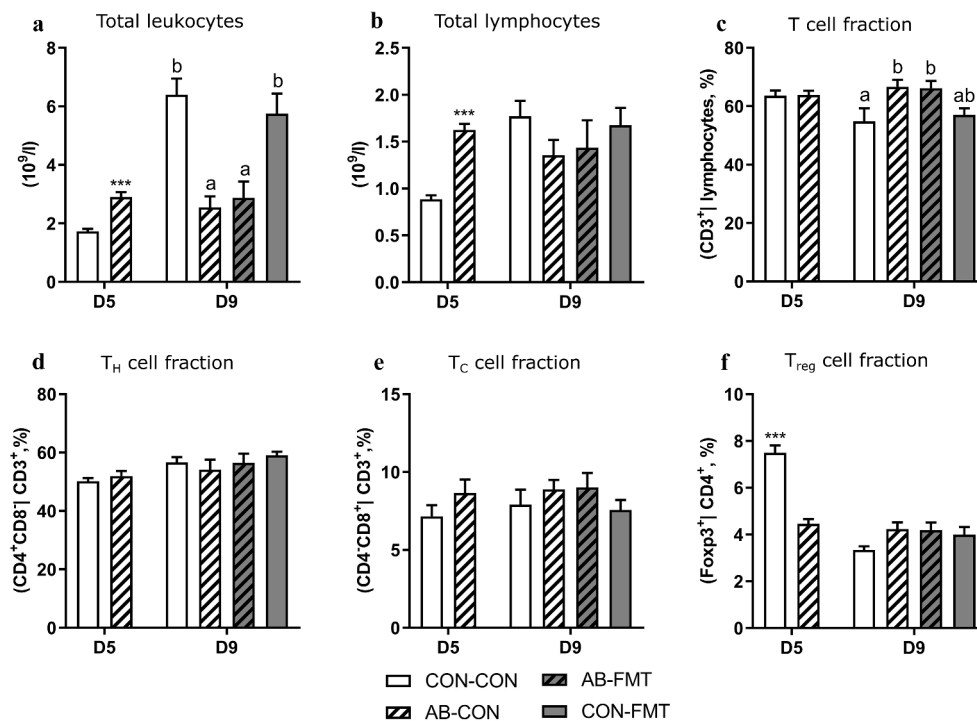 a Total leukocytes
(10⁹/l)
8
6
4
2
0
***
b
a
a
b
D5 D9
b Total lymphocytes
(10⁹/l)
2.5
2.0
1.5
1.0
0.5
0.0
***
D5 D9
c T cell fraction
(CD3⁺| lymphocytes, %)
80
60
40
20
0
a
b
b
ab
D5 D9
d T_H cell fraction
(CD4⁺CD8⁻| CD3⁺,%)
80
60
40
20
0
D5 D9
e T_C cell fraction
(CD4⁻CD8⁺| CD3⁺,%)
15
10
5
0
D5 D9
f T_reg cell fraction
(Foxp3⁺| CD4⁺, %)
10
8
6
4
2
0
***
D5 D9
CON-CON AB-FMT
AB-CON CON-FMT